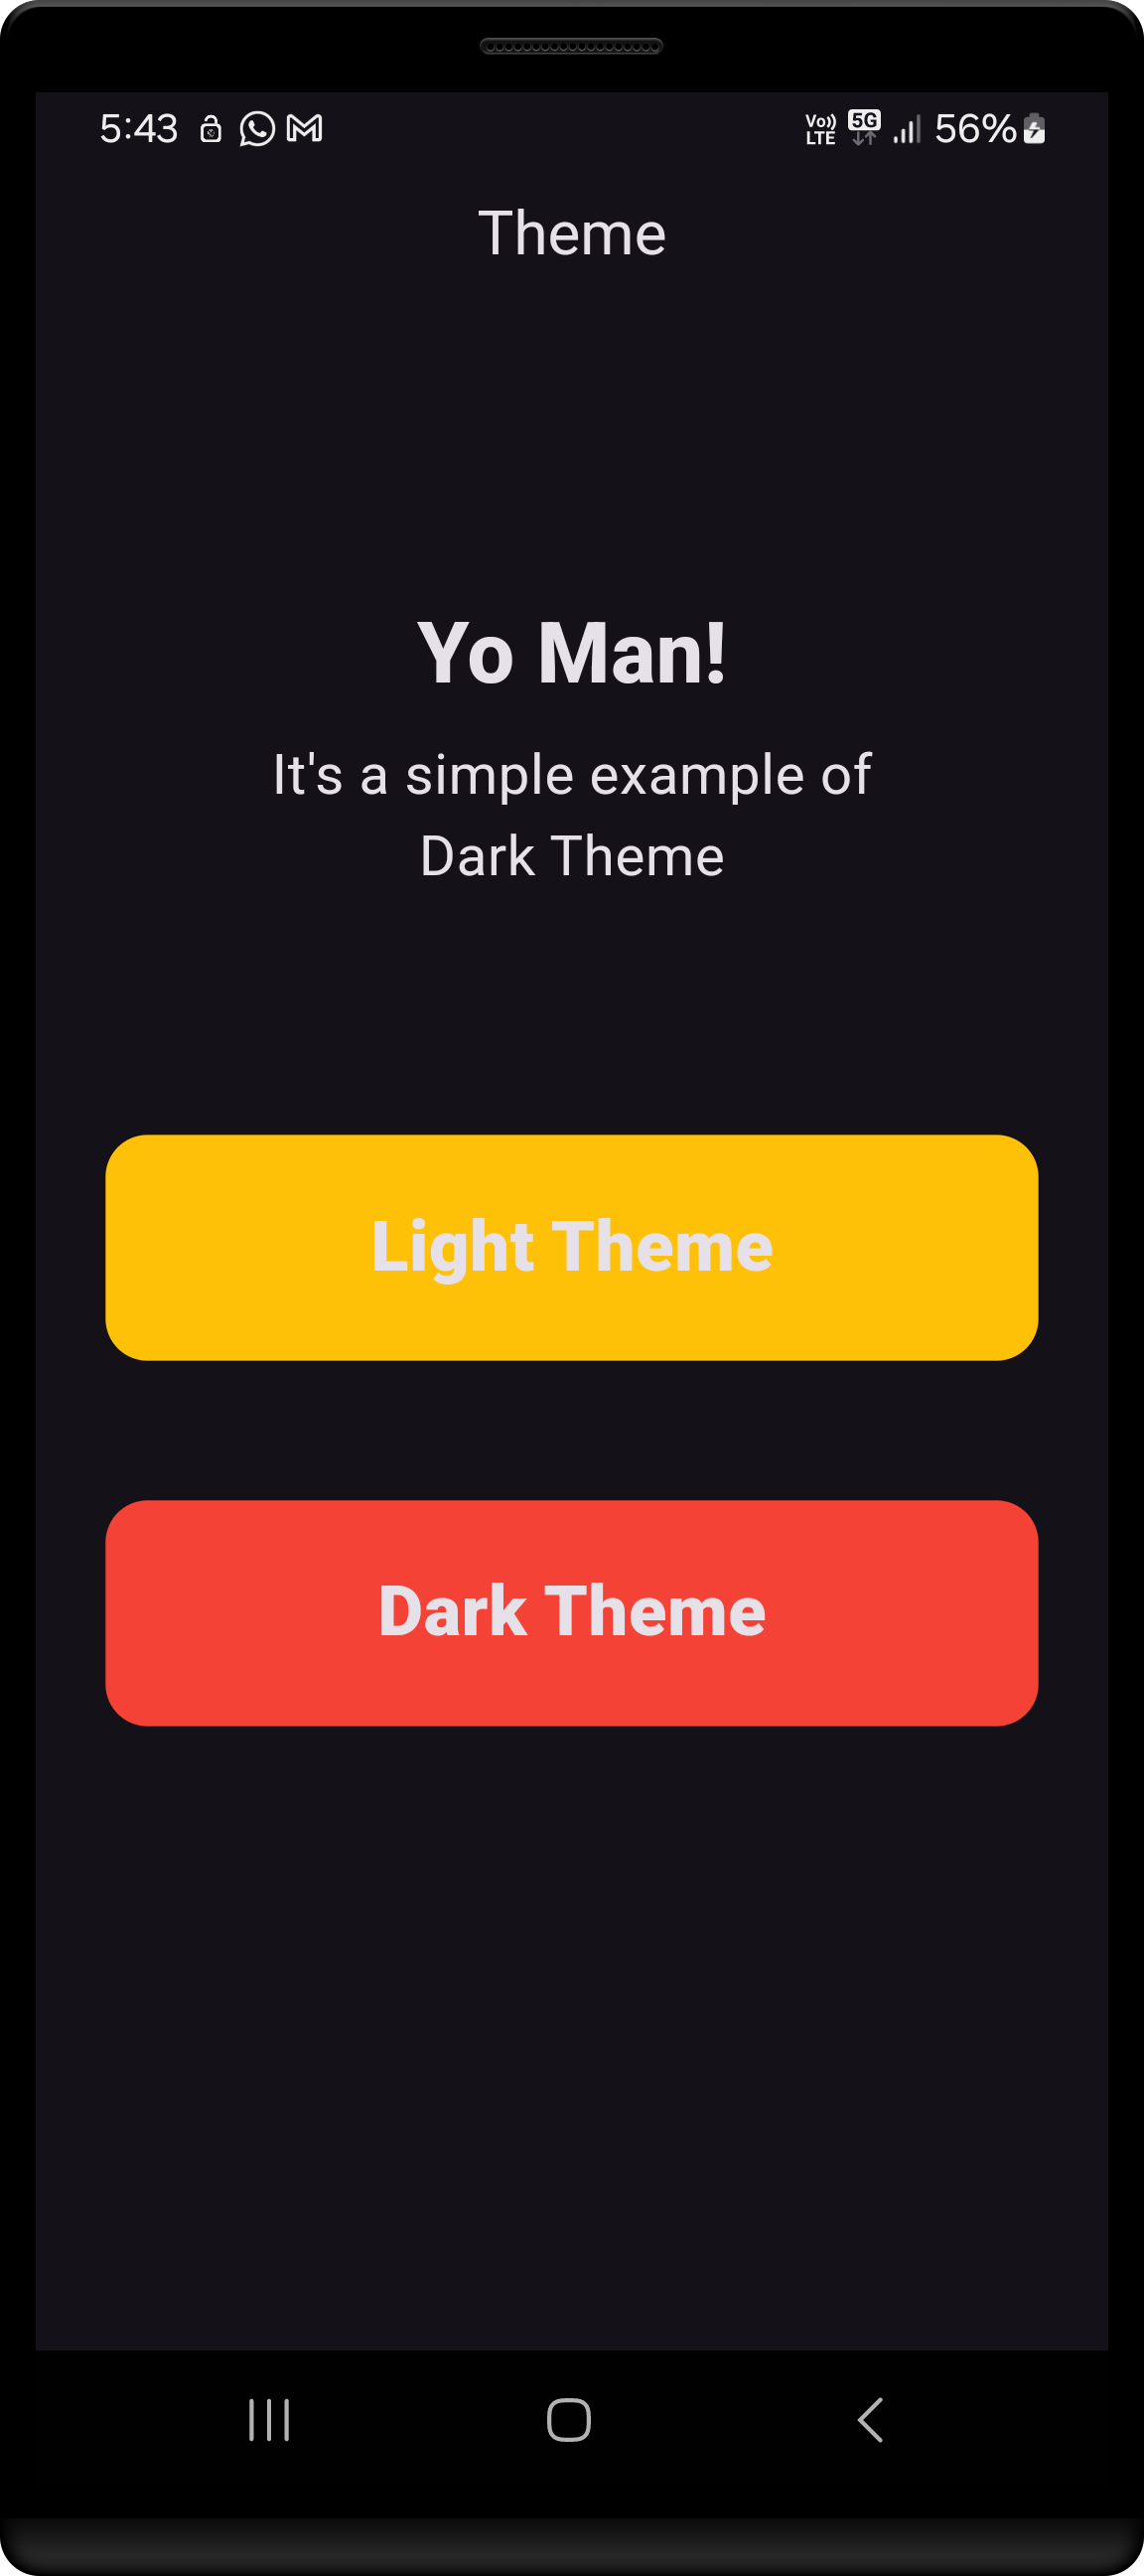 5:43 Vo)) LTE 5G 56%
Theme
Yo Man!
It's a simple example of
Dark Theme
Light Theme
Dark Theme